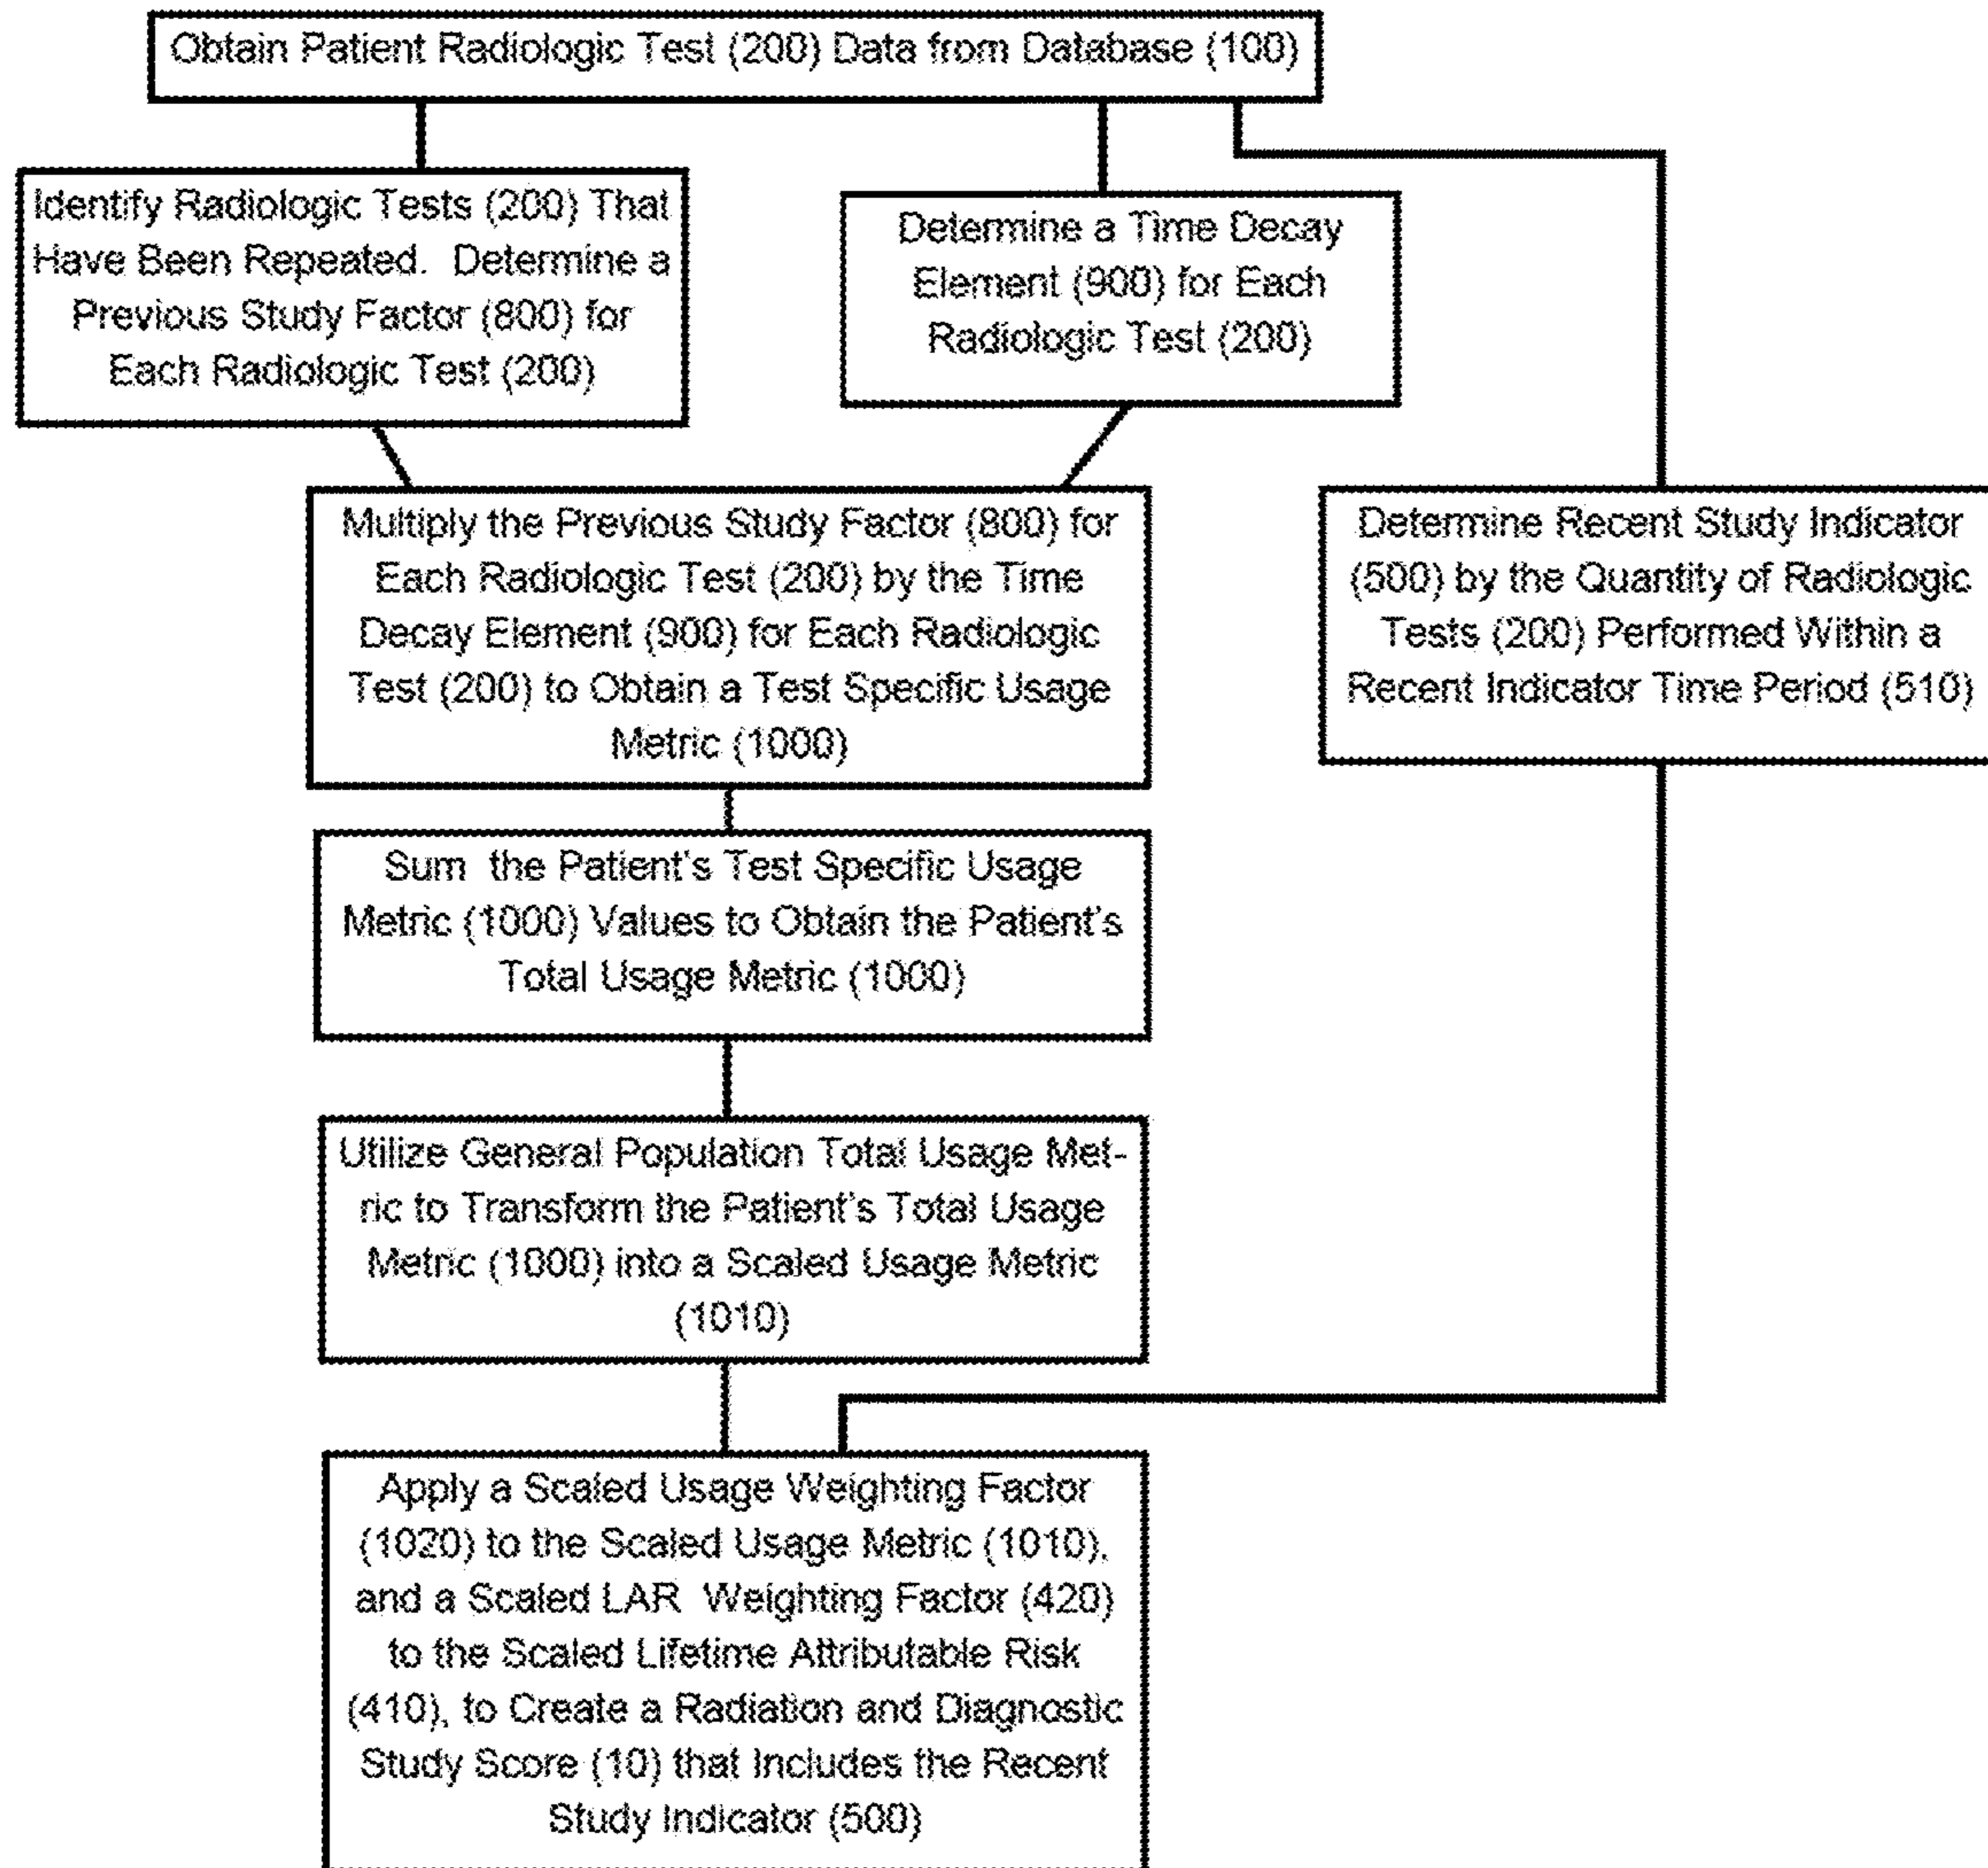 Obtain Patient Radiologic Test (200) Data from Database (100)
Identify Radiologic Tests (200) That
Have Been Repeated. Determine a
Previous Study Factor (800) for
Each Radiologic Test (200)
Determine a Time Decay
Element (900) for Each
Radiologic Test (200)
Multiply the Previous Study Factor (800) for
Each Radiologic Test (200) by the Time
Decay Element (900) for Each Radiologic
Test (200) to Obtain a Test Specific Usage
Metric (1000)
Determine Recent Study Indicator
(500) by the Quantity of Radiologic
Tests (200) Performed Within a
Recent Indicator Time Period (510)
Sum the Patient's Test Specific Usage
Metric (1000) Values to Obtain the Patient's
Total Usage Metric (1000)
Utilize General Population Total Usage Met-
ric to Transform the Patient's Total Usage
Metric (1000) into a Scaled Usage Metric
(1010)
Apply a Scaled Usage Weighting Factor
(1020) to the Scaled Usage Metric (1010),
and a Scaled LAR Weighting Factor (420)
to the Scaled Lifetime Attributable Risk
(410), to Create a Radiation and Diagnostic
Study Score (10) that Includes the Recent
Study Indicator (500)